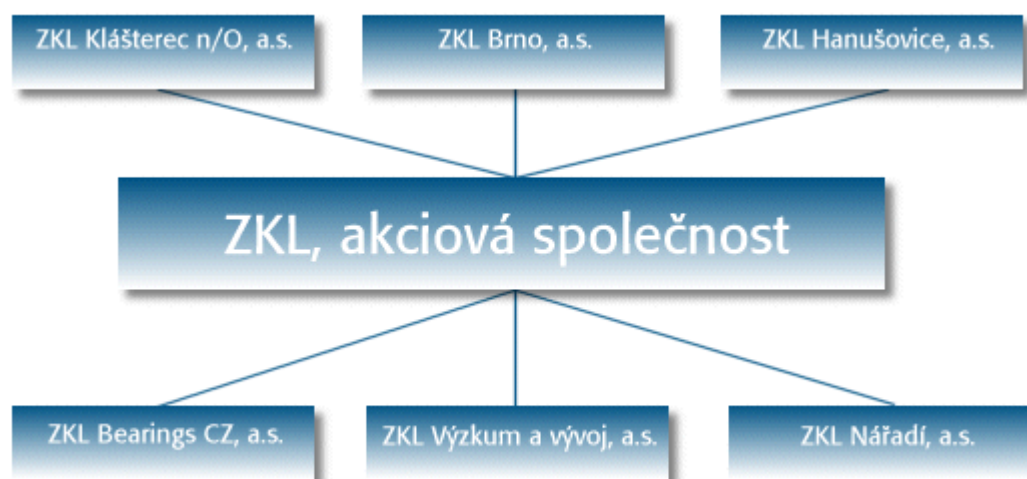 ZKL Klášterec n/O, a.s.
ZKL Brno, a.s.
ZKL Hanušovice, a.s.
ZKL, akciová společnost
ZKL Bearings CZ, a.s.
ZKL Výzkum a vývoj, a.s.
ZKL Nářadí, a.s.